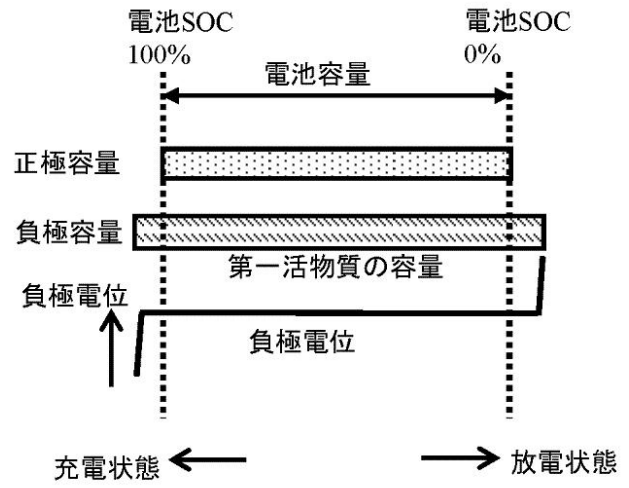 電池SOC
100%
電池SOC
0%
電池容量
正極容量
負極容量
第一活物質の容量
負極電位
負極電位
充電状態
放電状態